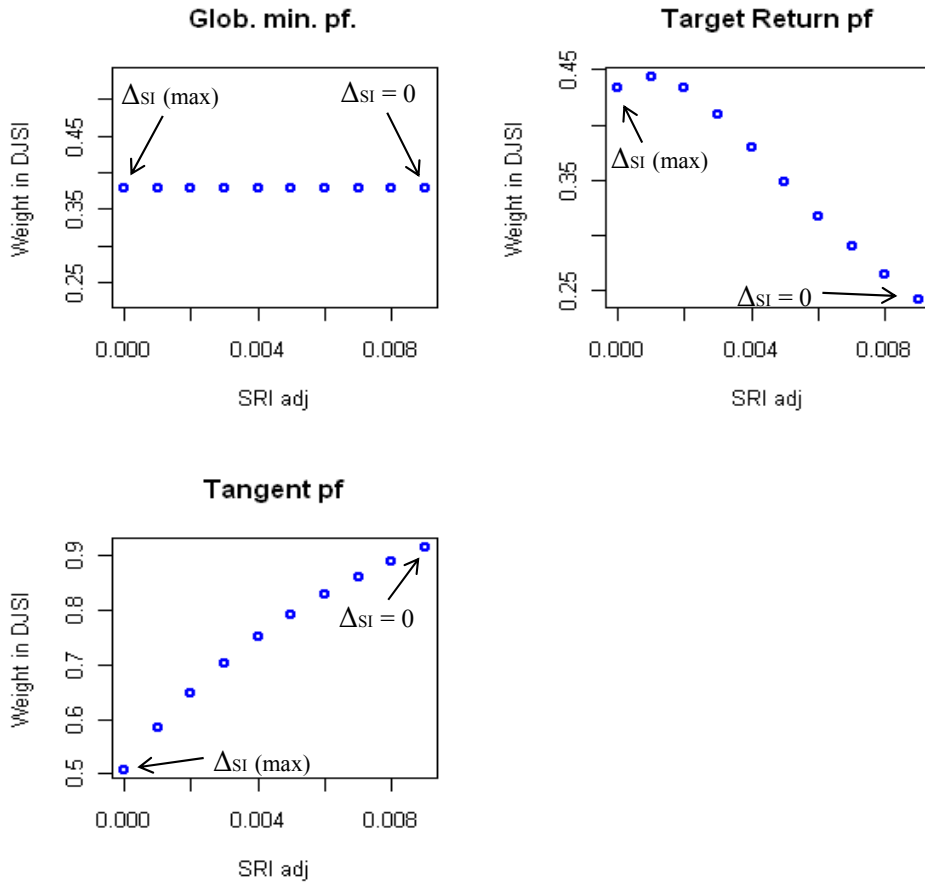 Glob. min. pf.
Weight in DJSI
0.45
0.35
0.25
ΔSI (max)
ΔSI = 0
0.000
0.004
0.008
SRI adj
Target Return pf
Weight in DJSI
0.45
0.35
0.25
ΔSI (max)
ΔSI = 0
0.000
0.004
0.008
SRI adj
Tangent pf
Weight in DJSI
0.9
0.8
0.7
0.6
0.5
ΔSI = 0
ΔSI (max)
0.000
0.004
0.008
SRI adj